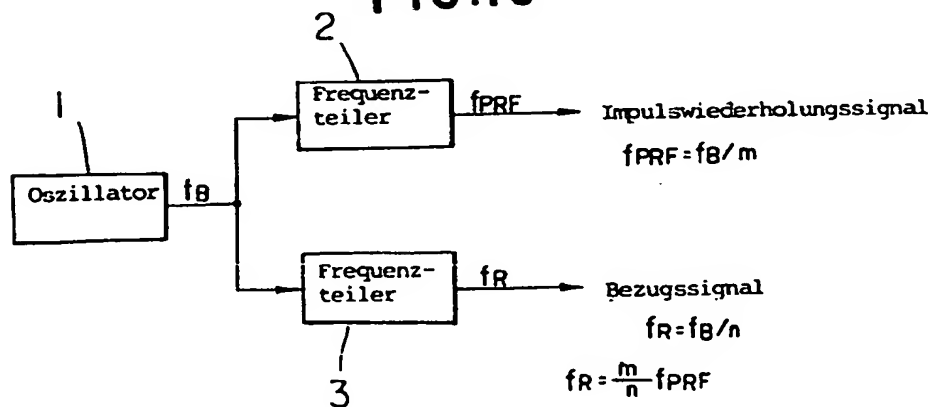 2
Frequenz-
teiler
fPRF
Impulswiederholungssignal
fPRF=fB/m
1
Oszillator
fB
Frequenz-
teiler
fR
Bezugssignal
fR=fB/n
3
fR=m/n fPRF